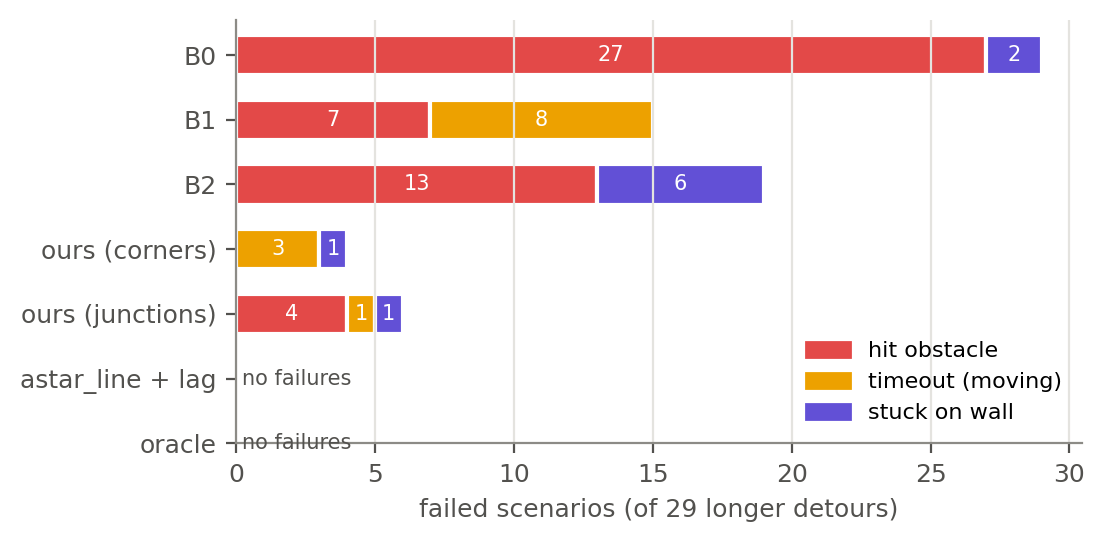 B0 27 2
B1 7 8
B2 13 6
ours (corners) 3 1
ours (junctions) 4 1 1
astar_line + lag no failures
oracle no failures
hit obstacle
timeout (moving)
stuck on wall
0 5 10 15 20 25 30
failed scenarios (of 29 longer detours)